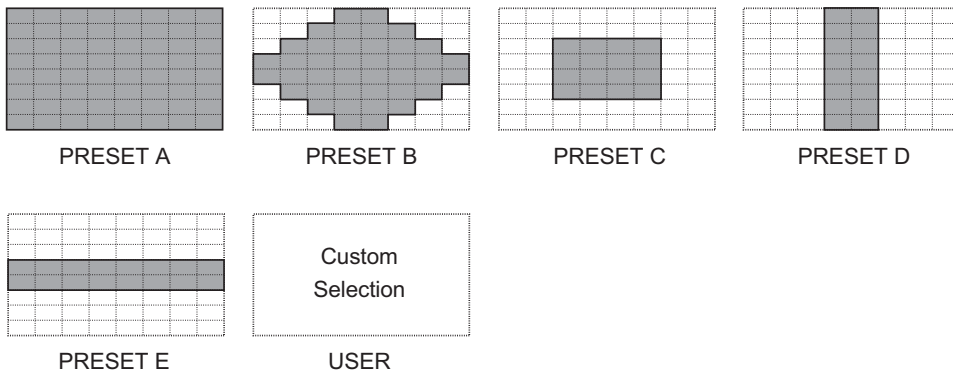 PRESET A
PRESET B
PRESET C
PRESET D
Custom
Selection
PRESET E
USER